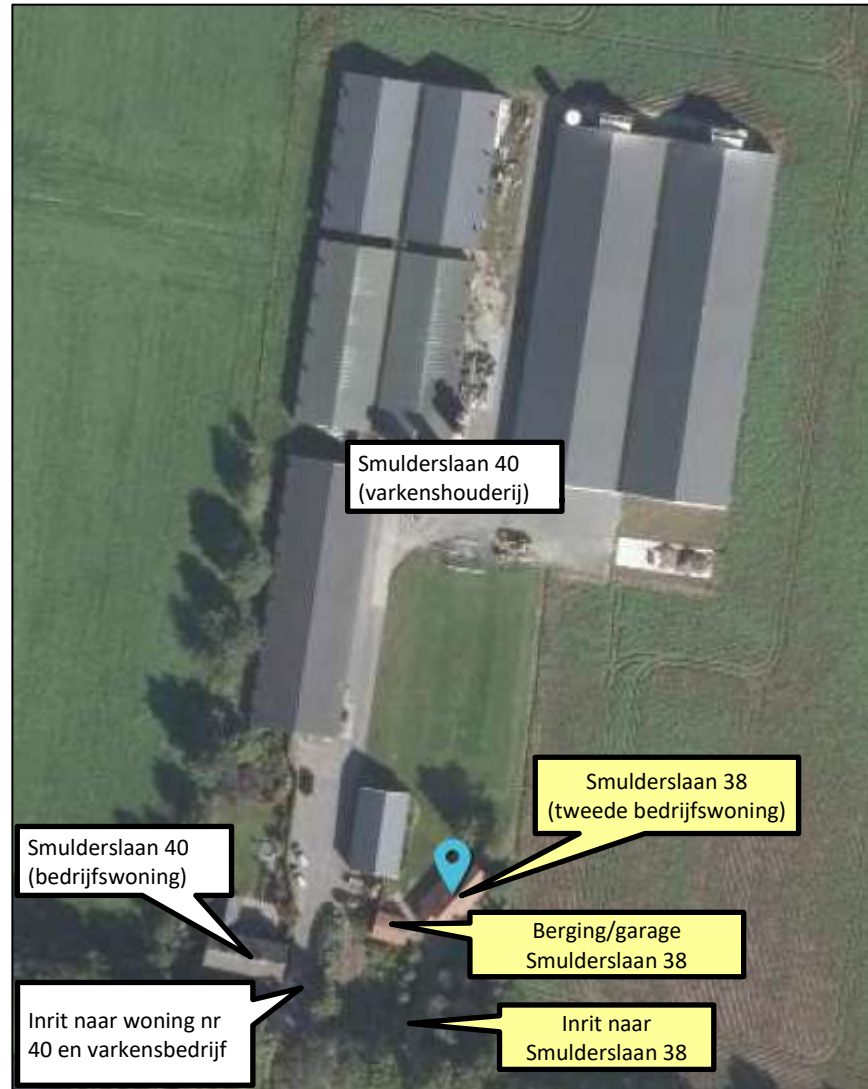 Smulderslaan 40
(varkenshouderij)
Smulderslaan 38
(tweede bedrijfswoning)
Smulderslaan 40
(bedrijfswoning)
Berging/garage
Smulderslaan 38
Inrit naar woning nr
40 en varkensbedrijf
Inrit naar
Smulderslaan 38